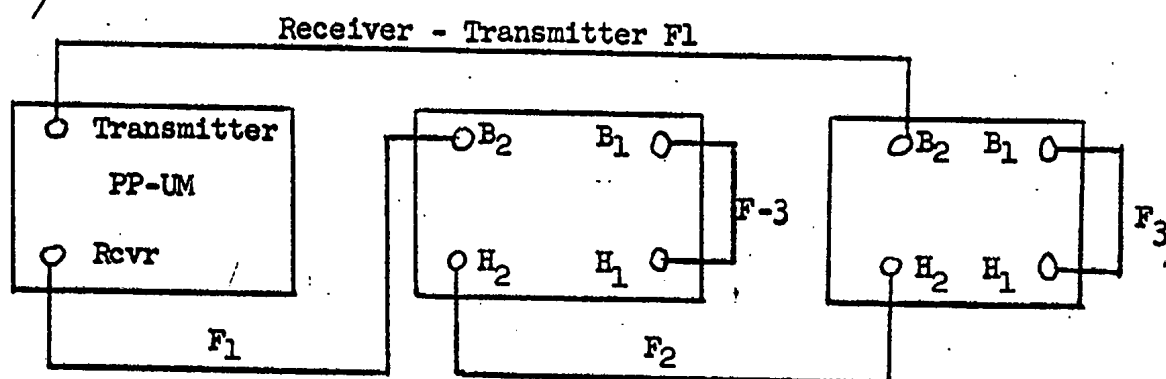 Receiver - Transmitter F1
Transmitter
PP-UM
Rcvr
B2 B1
H2 H1
F-3
B2 B1
H2 H1
F3
F1
F2